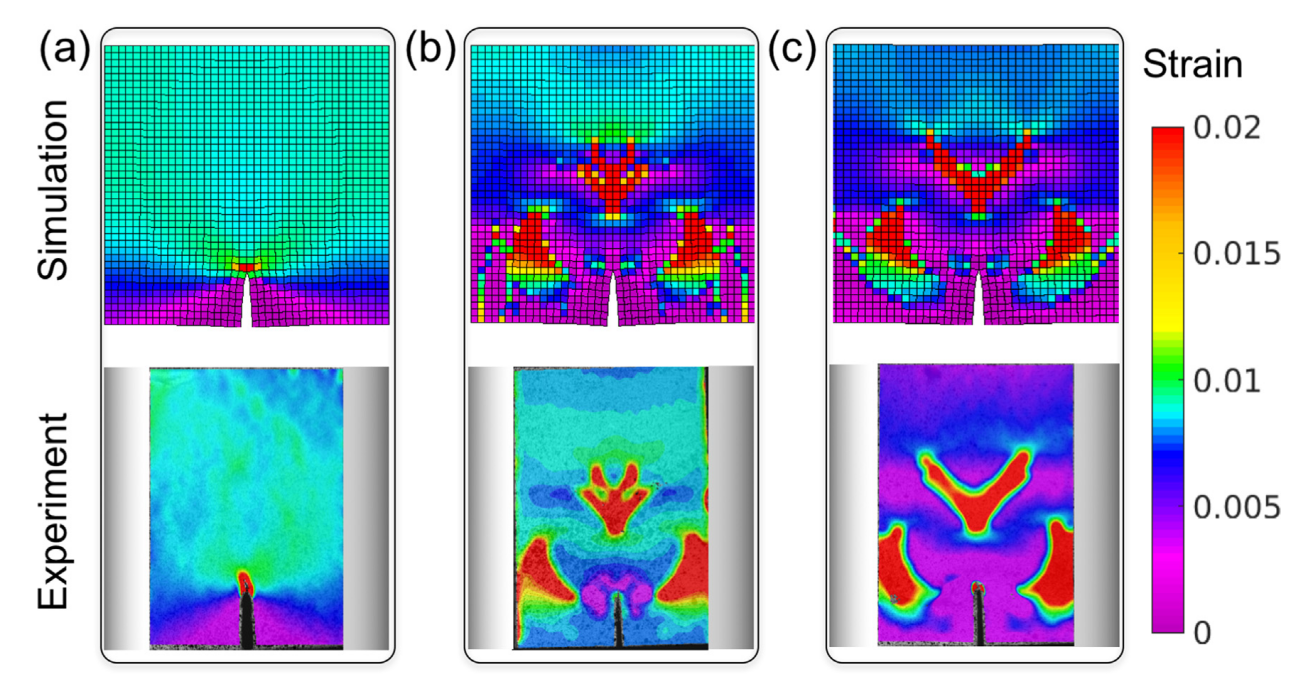 (a)
(b)
(c)
Strain
Simulation
Experiment
0.02
0.015
0.01
0.005
0